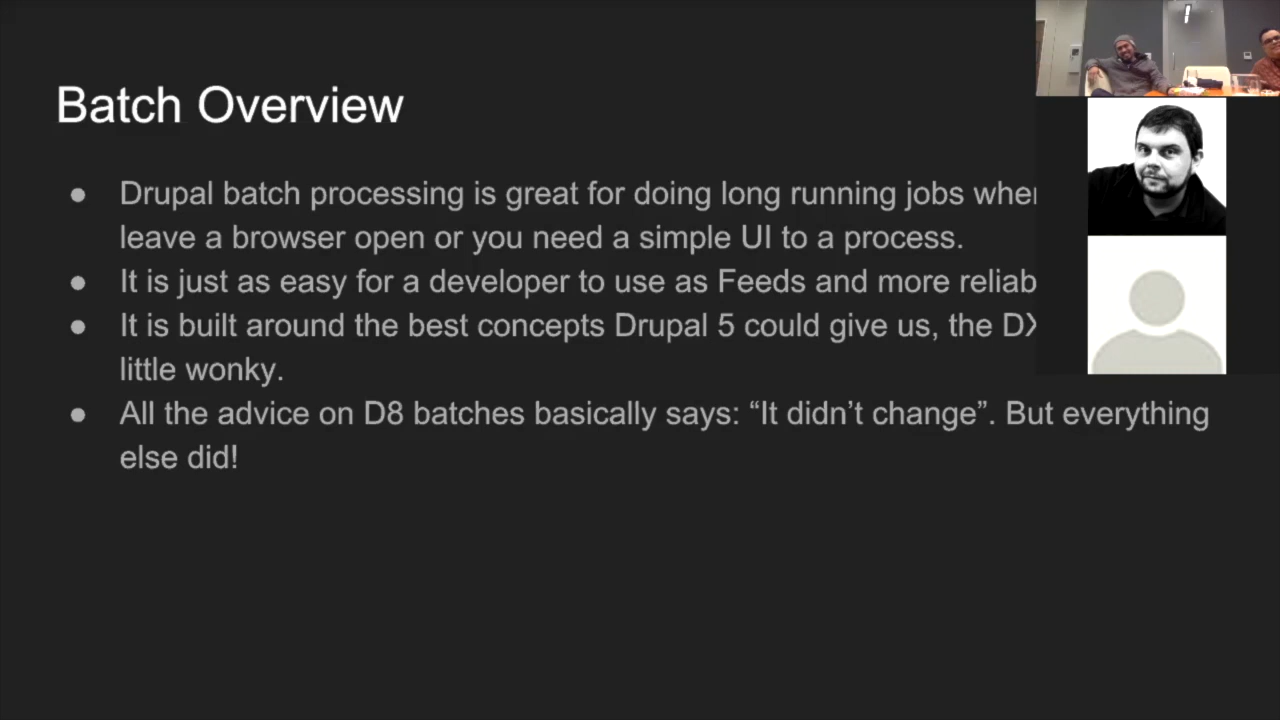 Batch Overview
● Drupal batch processing is great for doing long running jobs
leave a browser open or you need a simple UI to a process.
● It is just as easy for a developer to use as Feeds and more
● It is built around the best concepts Drupal 5 could give us, the DX
little wonky.
● All the advice on D8 batches basically says: “It didn’t change”. But everything
else did!